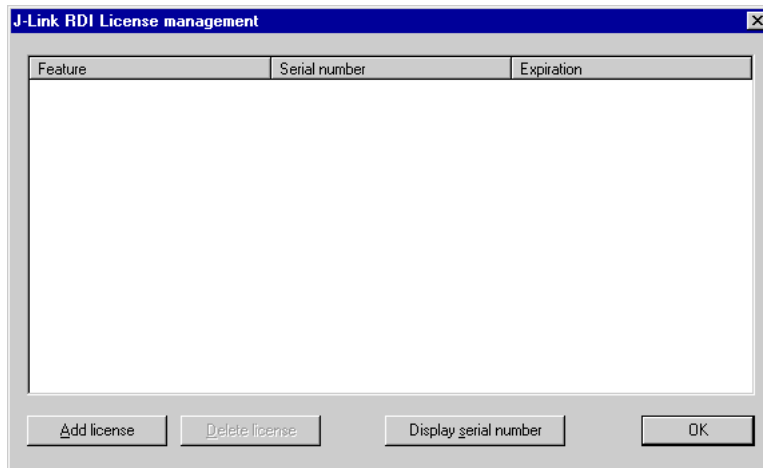 J-Link RDI License management
Feature Serial number Expiration
Add license Delete license Display serial number OK